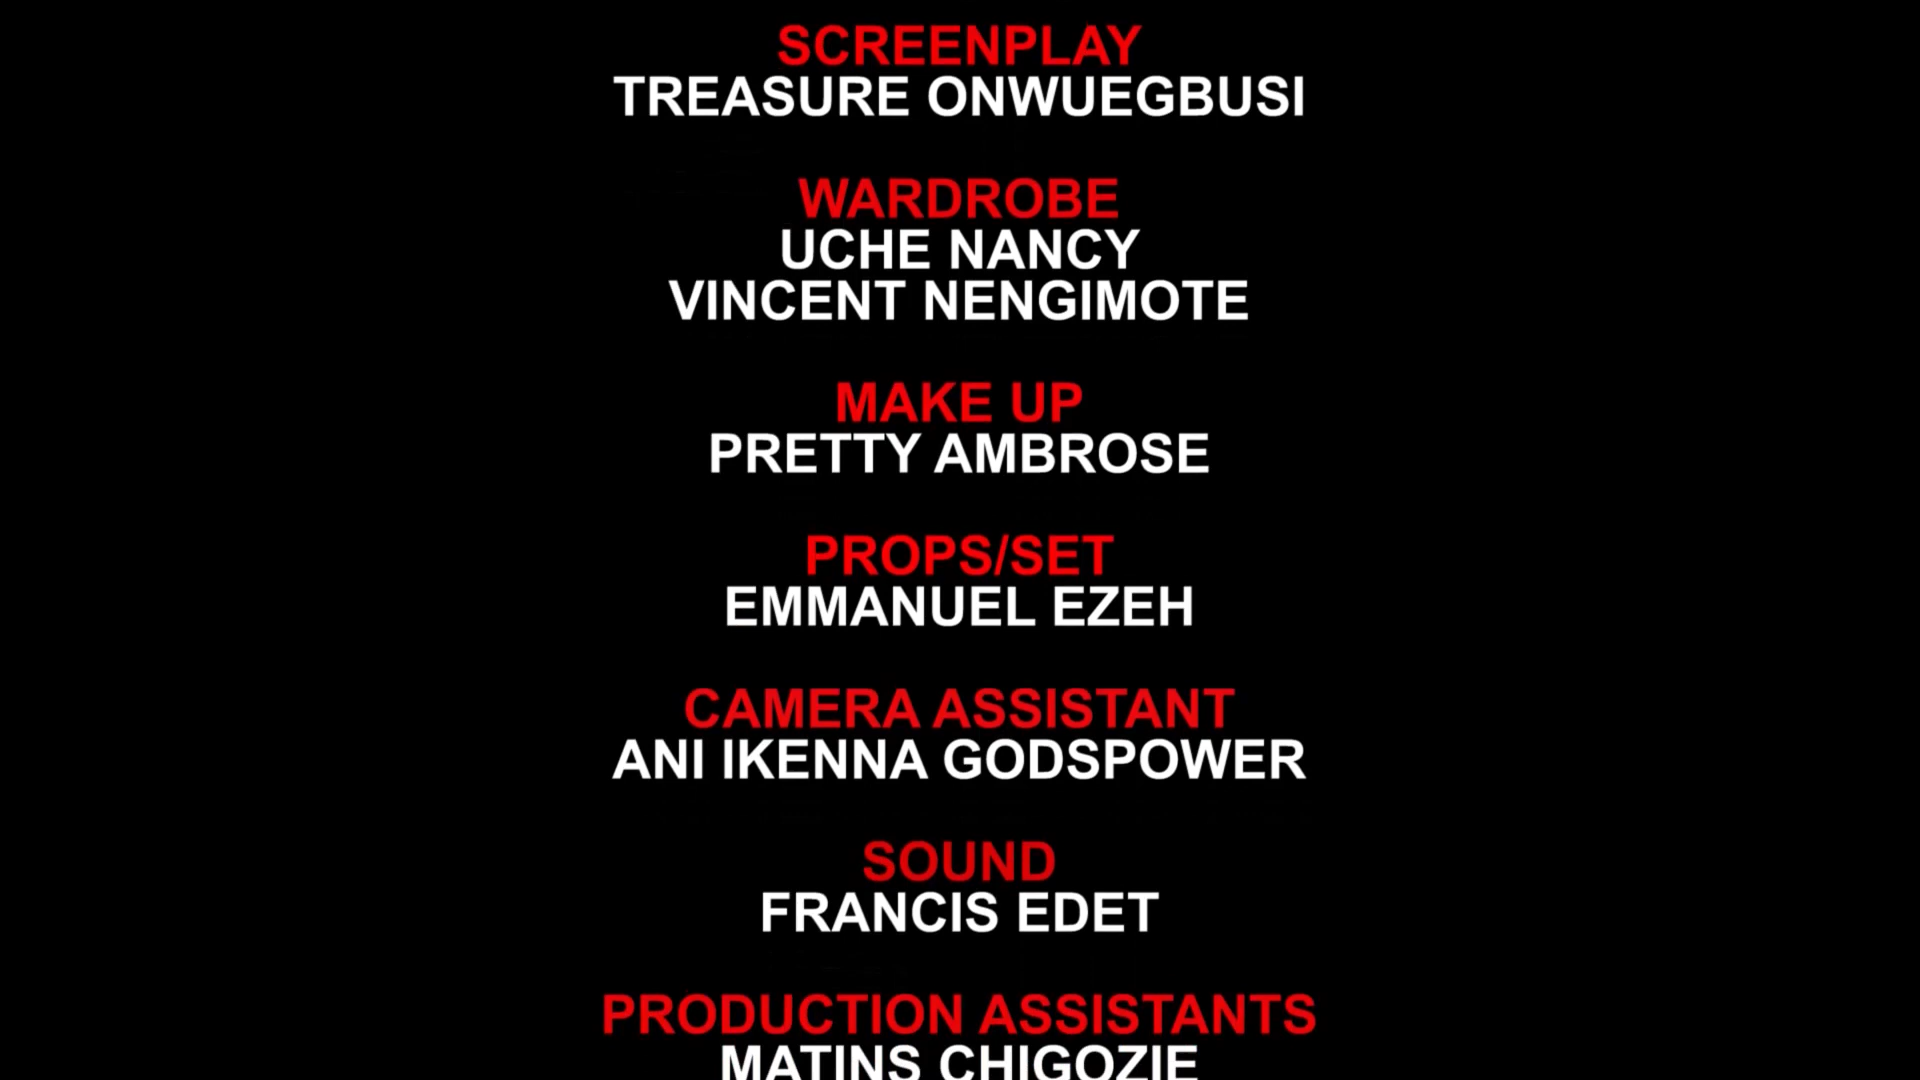 SCREENPLAY
TREASURE ONWUEGBUSI
WARDROBE
UCHE NANCY
VINCENT NENGIMOTE
MAKE UP
PRETTY AMBROSE
PROPS/SET
EMMANUEL EZEH
CAMERA ASSISTANT
ANI IKENNA GODSPOWER
SOUND
FRANCIS EDET
PRODUCTION ASSISTANTS
MATINS CHIGOZIE